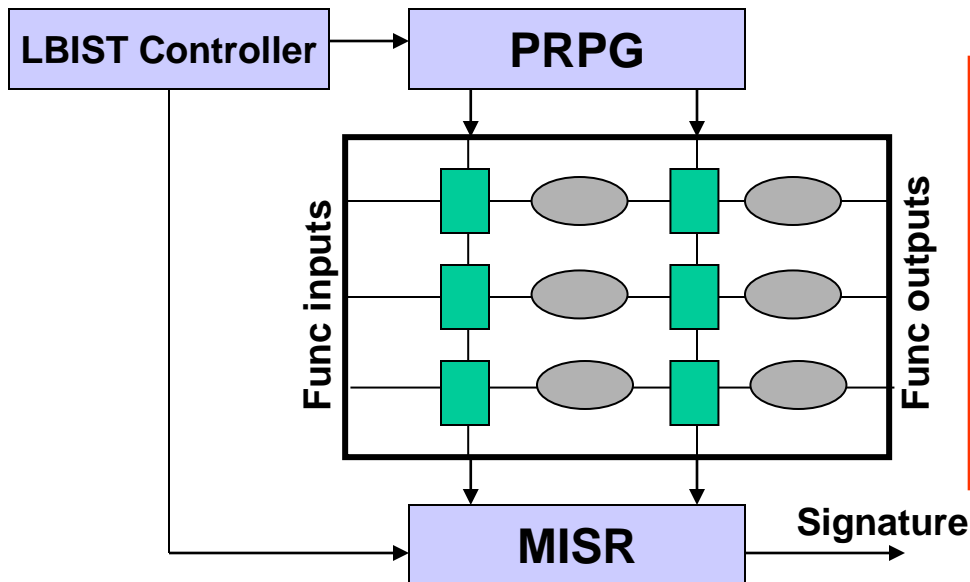 LBIST Controller
PRPG
Func inputs
Func outputs
Signature
MISR